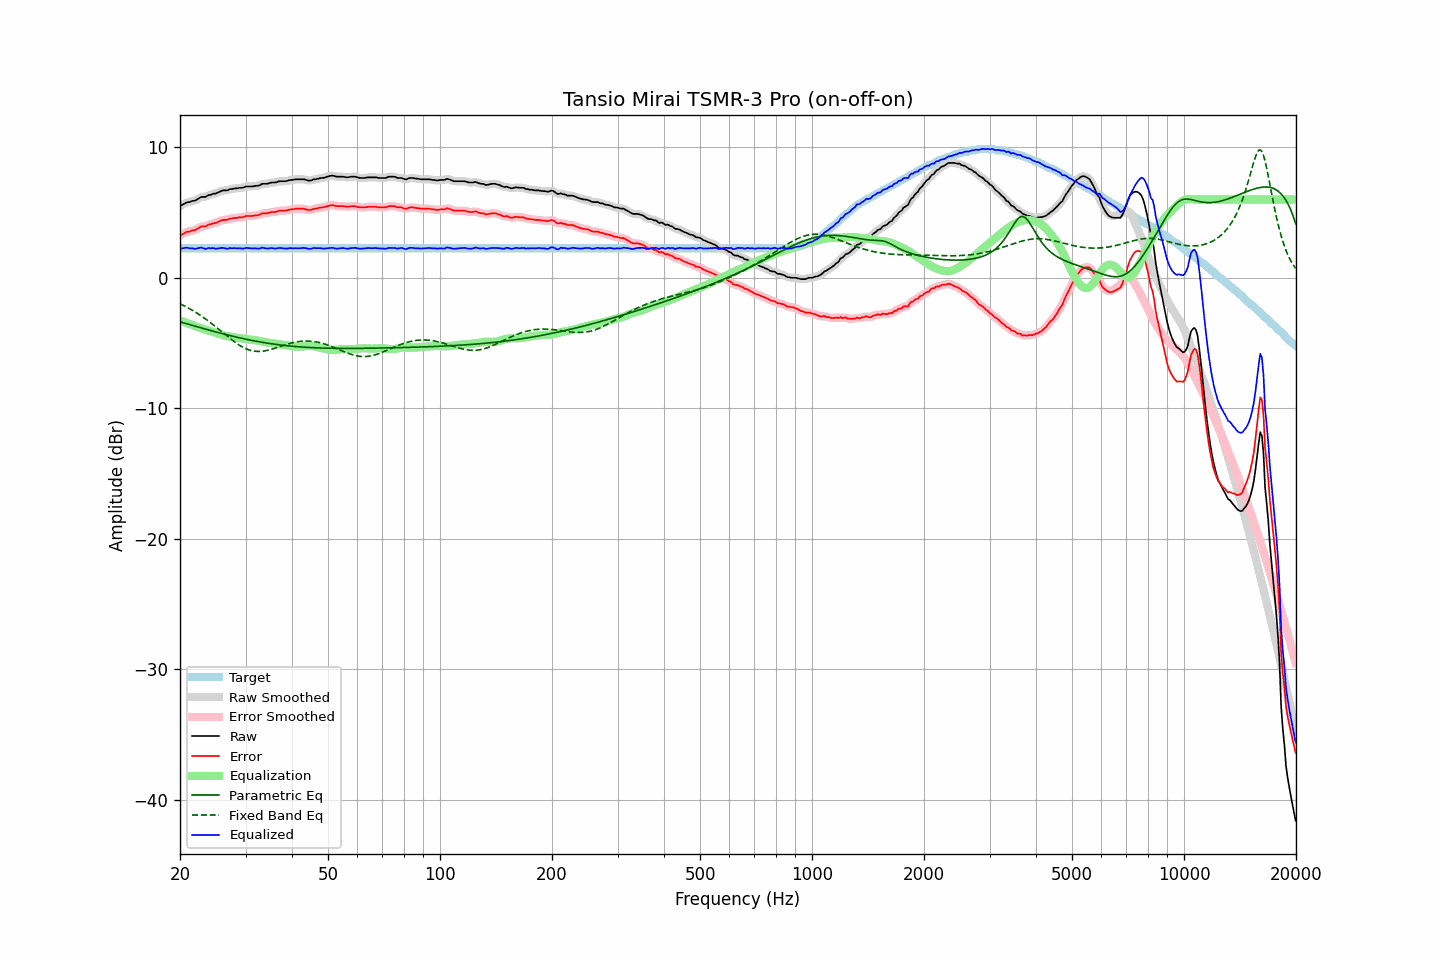 Tansio Mirai TSMR-3 Pro (on-off-on)
10
0
−10
−20
−30
−40
Amplitude (dBr)
Target
Raw Smoothed
Error Smoothed
Raw
Error
Equalization
Parametric Eq
Fixed Band Eq
Equalized
20 50 100 200 500 1000 2000 5000 10000 20000
Frequency (Hz)